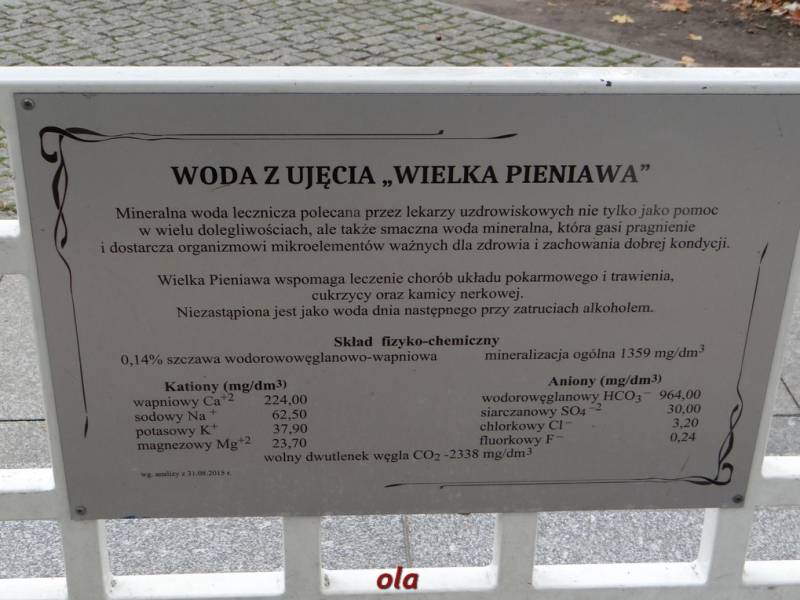 WODA Z UJĘCIA „WIELKA PIENIAWA”
Mineralna woda lecznicza polecana przez lekarzy uzdrowiskowych nie tylko jako pomoc
w wielu dolegliwościach, ale także smaczna woda mineralna, która gasi pragnienie
i dostarcza organizmowi mikroelementów ważnych dla zdrowia i zachowania dobrej kondycji.
Wielka Pieniawa wspomaga leczenie chorób układu pokarmowego i trawienia,
cukrzycy oraz kamicy nerkowej.
Niezastąpiona jest jako woda dnia następnego przy zatruciach alkoholem.
Skład fizyko-chemiczny
0,14% szczawa wodorowowęglanowo-wapniowa mineralizacja ogólna 1359 mg/dm³
Kationy (mg/dm³) Aniony (mg/dm³)
wapniowy Ca⁺² 224,00 wodorowęglanowy HCO₃⁻ 964,00
sodowy Na⁺ 62,50 siarczanowy SO₄⁻² 30,00
potasowy K⁺ 37,90 chlorkowy Cl⁻ 3,20
magnezowy Mg⁺² 23,70 fluorkowy F⁻ 0,24
wolny dwutlenek węgla CO₂ -2338 mg/dm³
wg. analizy z 31.08.2015 r.
ola